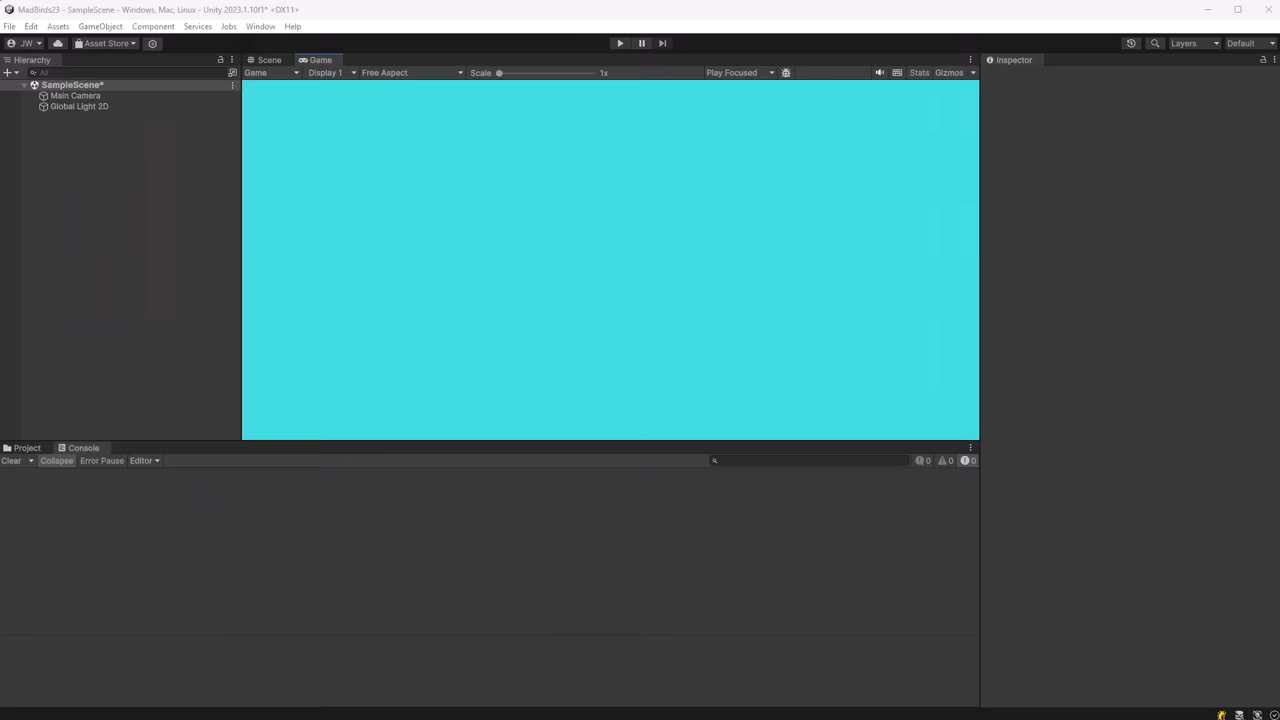 MadBirds23 - SampleScene - Windows, Mac, Linux - Unity 2023.1.10f1* <DX11>
File Edit Assets GameObject Component Services Jobs Window Help
JW Asset Store Layers Default
Hierarchy Scene Game Inspector
All Game Display 1 Free Aspect Scale 1x Play Focused Stats Gizmos
SampleScene*
Main Camera
Global Light 2D
Project Console
Clear Collapse Error Pause Editor 0 0 0